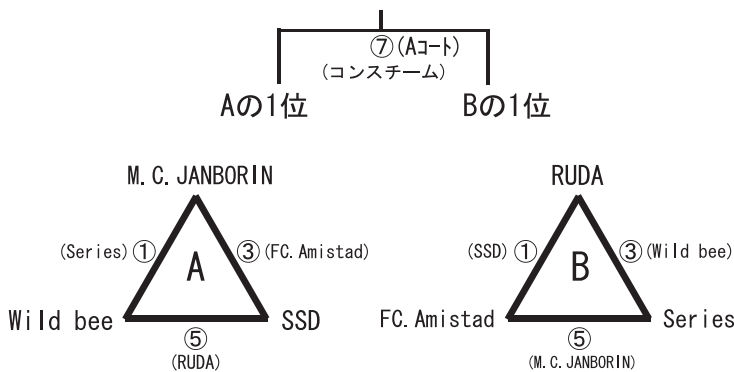 ⑦(Aコート)
(コンスチーム)
Aの1位 Bの1位
M.C.JANBORIN RUDA
(Series)① ③(FC.Amistad) (SSD)① ③(Wild bee)
A B
Wild bee SSD FC.Amistad Series
⑤ ⑤
(RUDA) (M.C.JANBORIN)